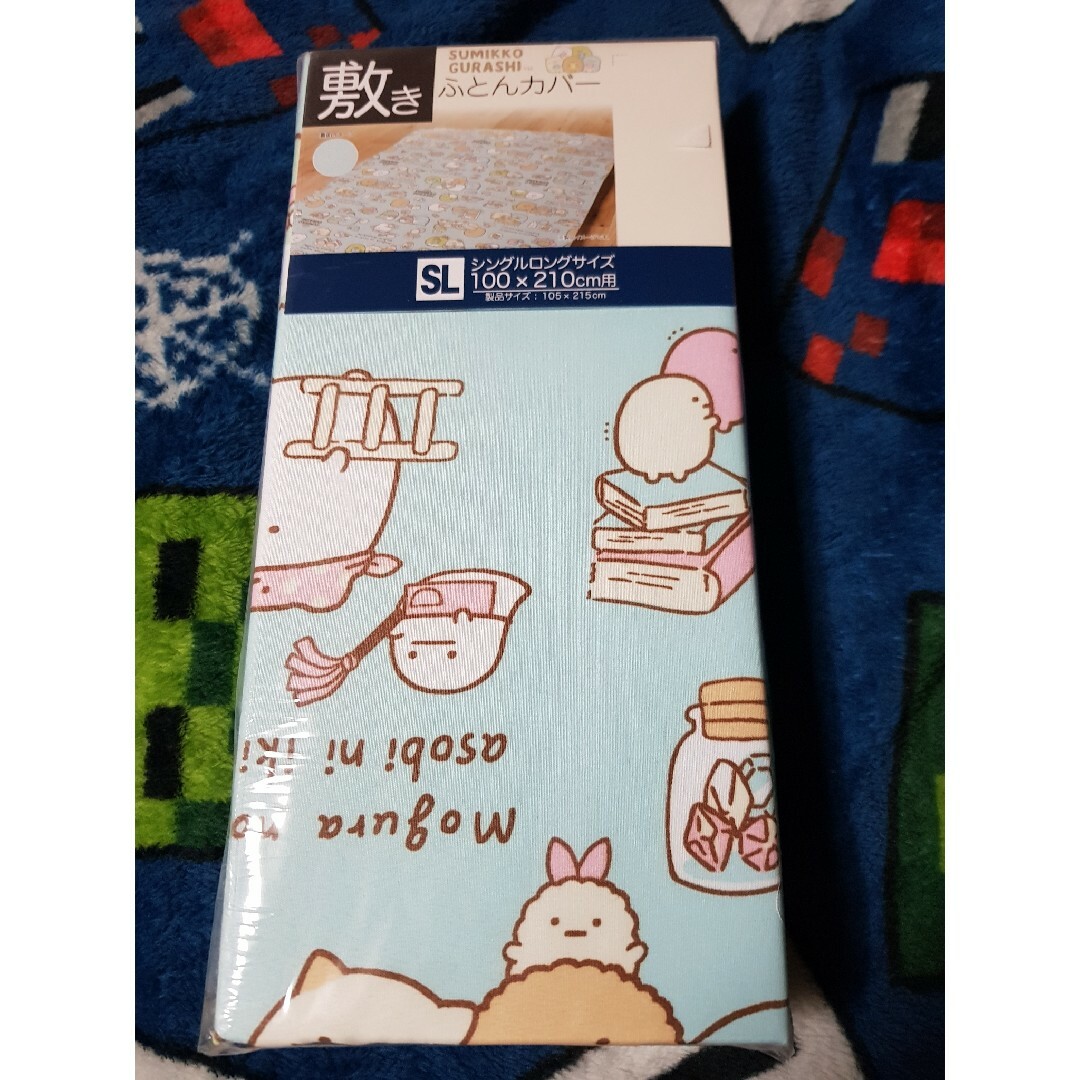 敷き
SUMIKKO
GURASHI
ふとんカバー
SL
シングルロングサイズ
100×210cm用
製品サイズ：105×215cm
Mogura no
asobi ni iki